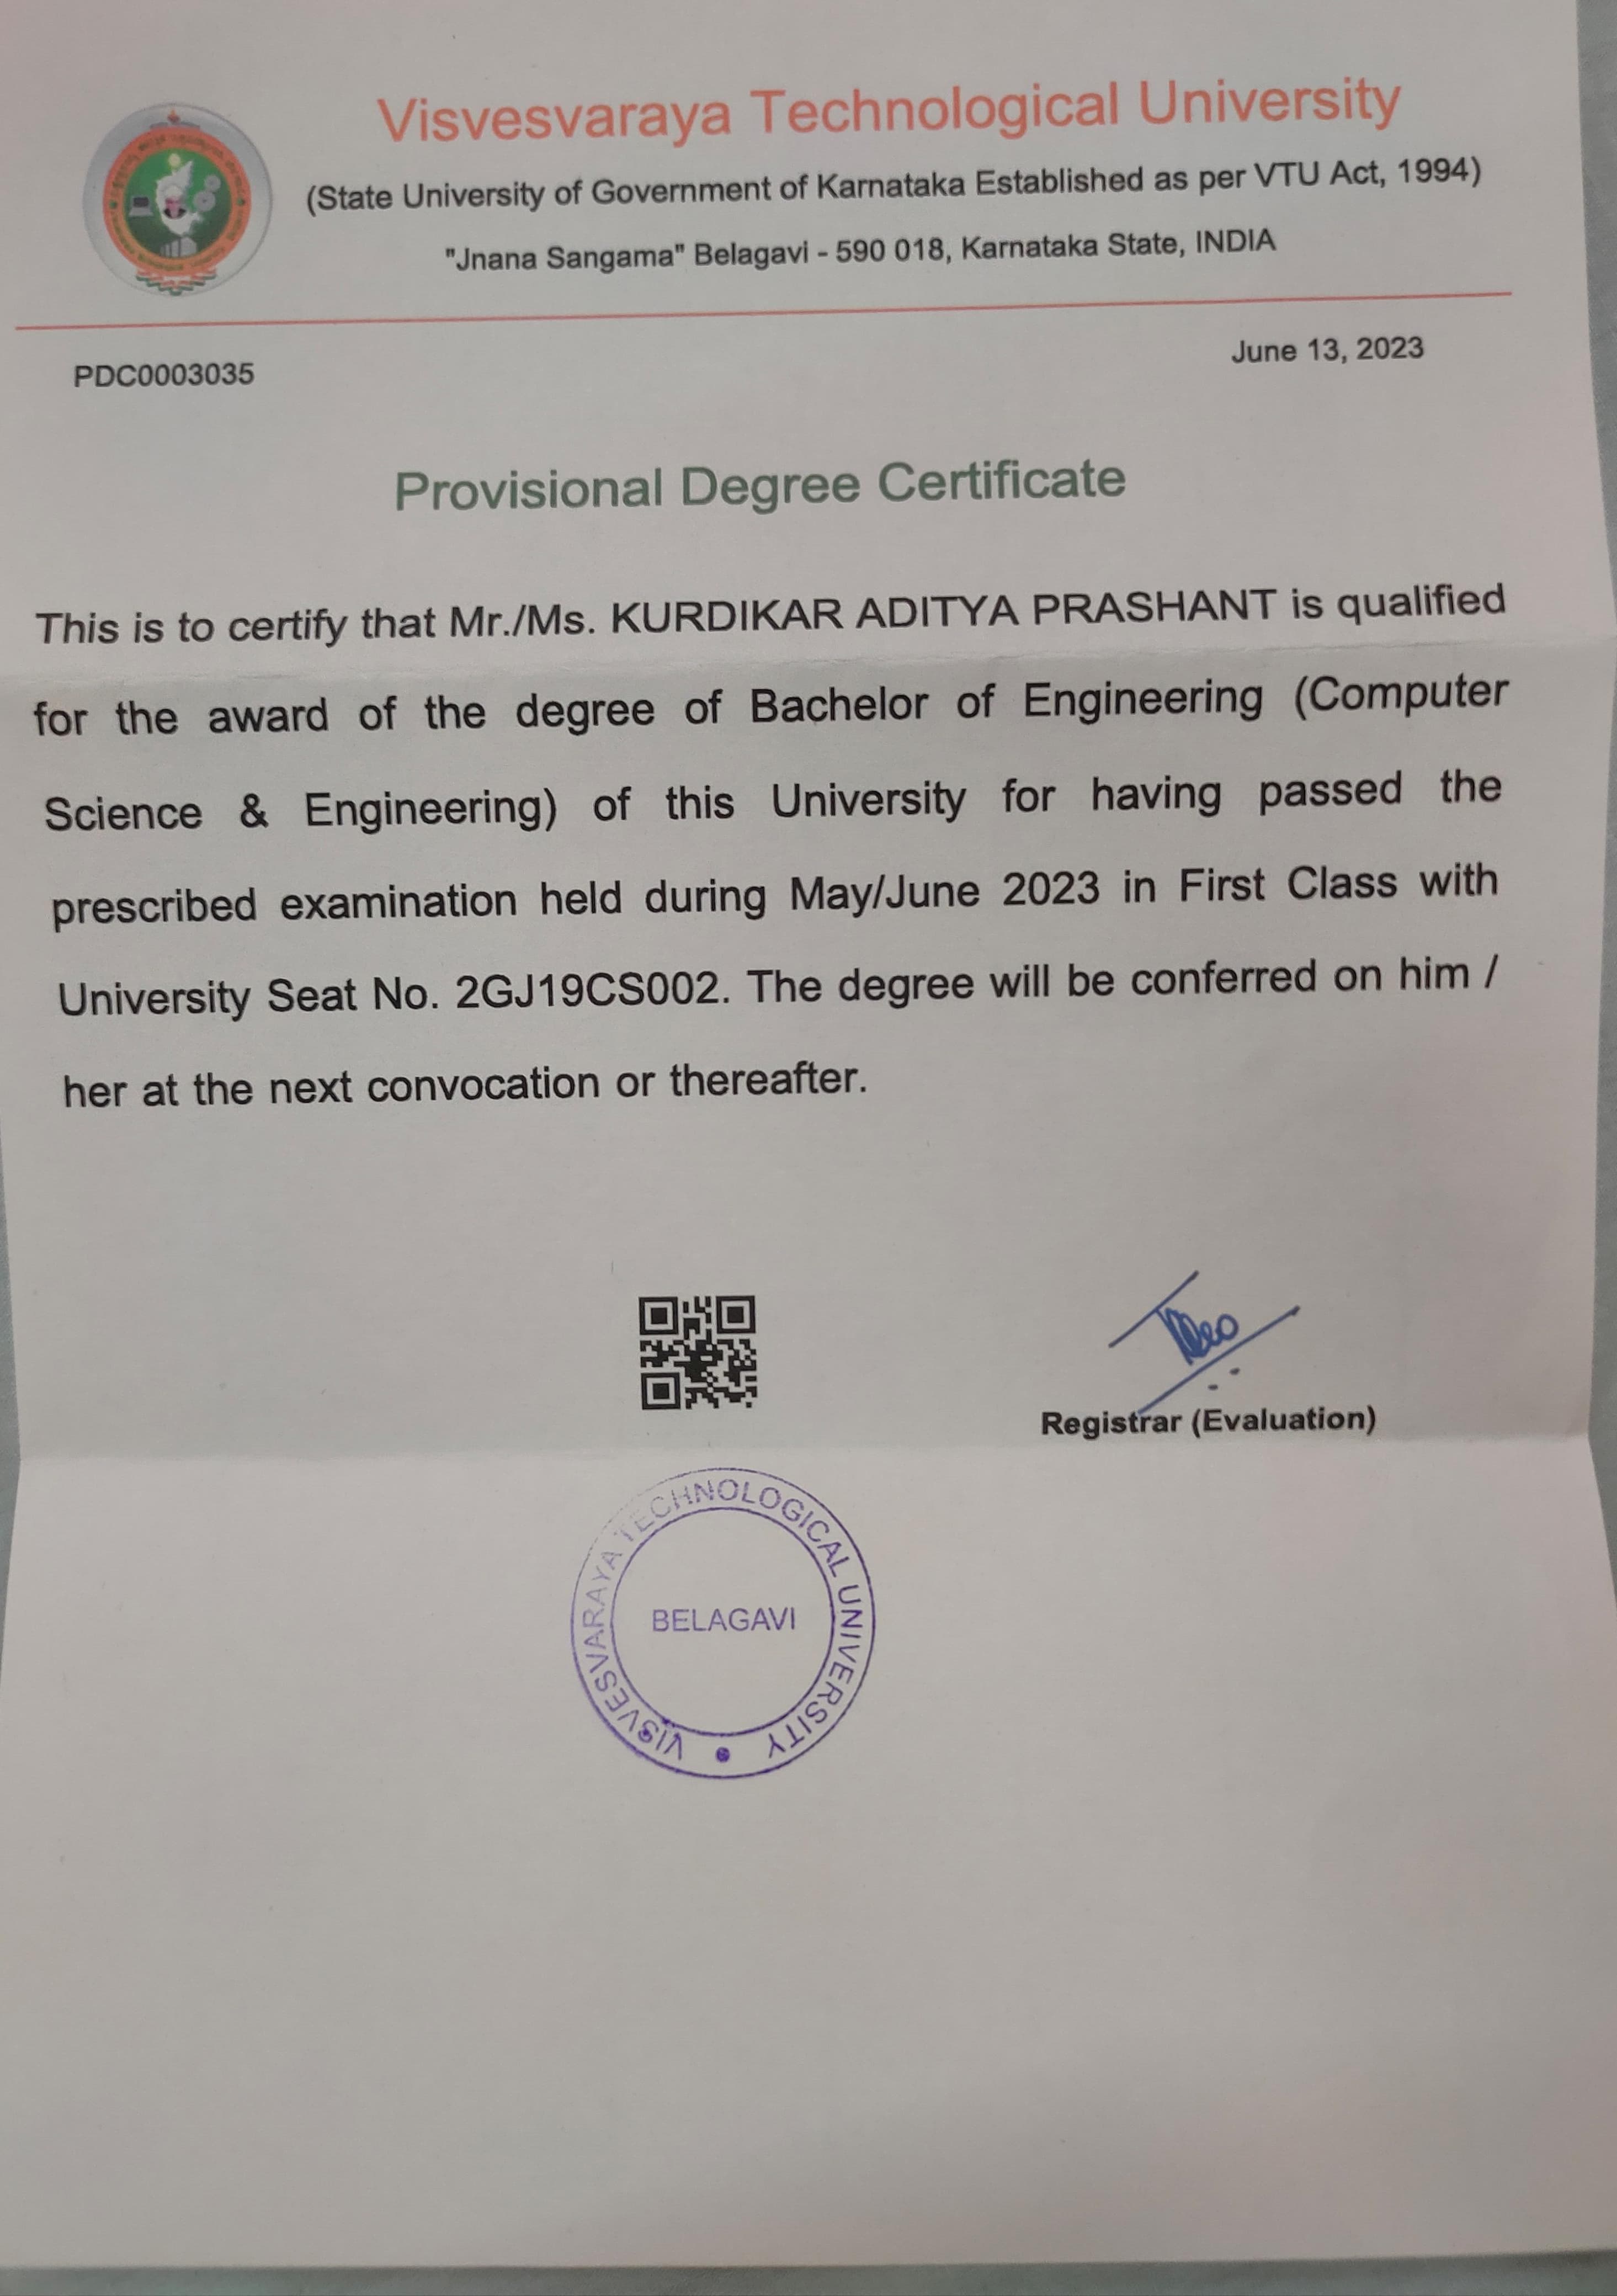 Visvesvaraya Technological University
(State University of Government of Karnataka Established as per VTU Act, 1994)
"Jnana Sangama" Belagavi - 590 018, Karnataka State, INDIA
PDC0003035
June 13, 2023
Provisional Degree Certificate
This is to certify that Mr./Ms. KURDIKAR ADITYA PRASHANT is qualified
for the award of the degree of Bachelor of Engineering (Computer
Science & Engineering) of this University for having passed the
prescribed examination held during May/June 2023 in First Class with
University Seat No. 2GJ19CS002. The degree will be conferred on him /
her at the next convocation or thereafter.
Registrar (Evaluation)
VISVESVARAYA TECHNOLOGICAL UNIVERSITY
BELAGAVI